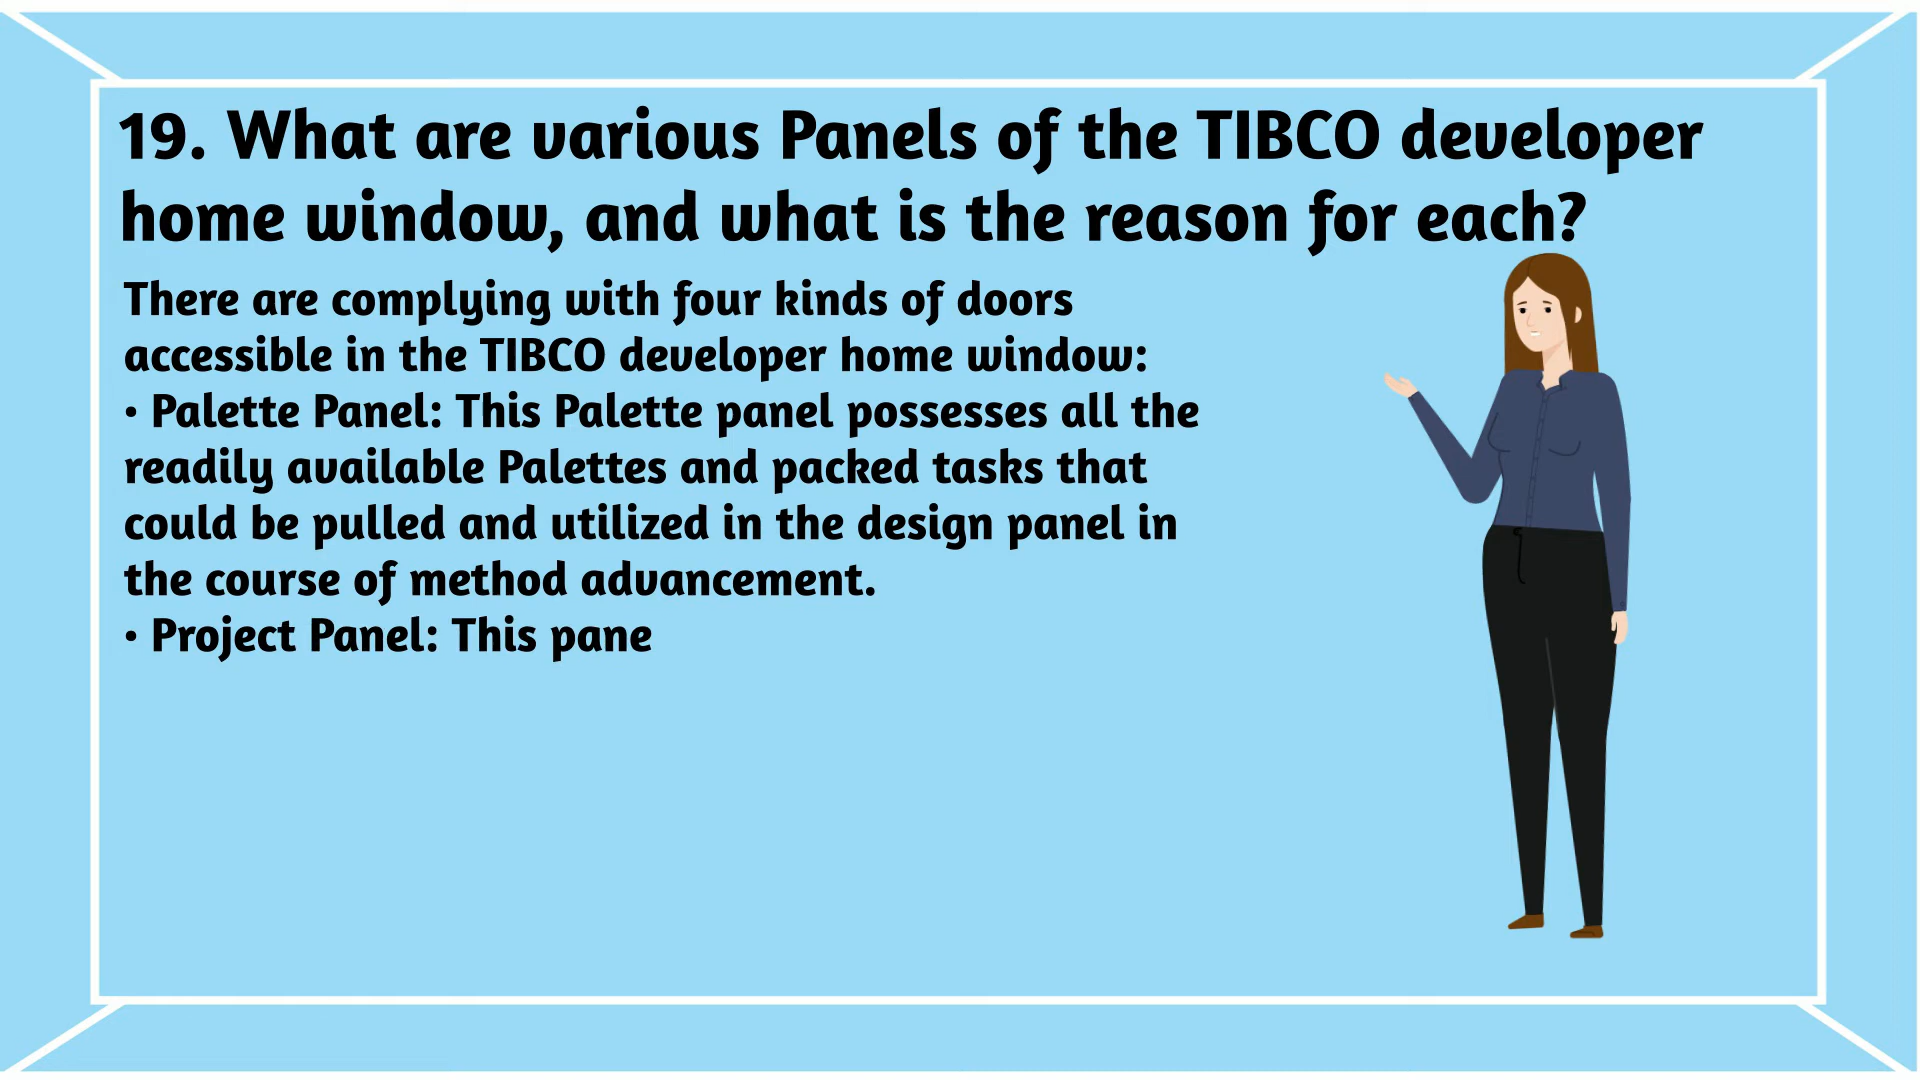 19. What are various Panels of the TIBCO developer
home window, and what is the reason for each?
There are complying with four kinds of doors
accessible in the TIBCO developer home window:
• Palette Panel: This Palette panel possesses all the
readily available Palettes and packed tasks that
could be pulled and utilized in the design panel in
the course of method advancement.
• Project Panel: This pane